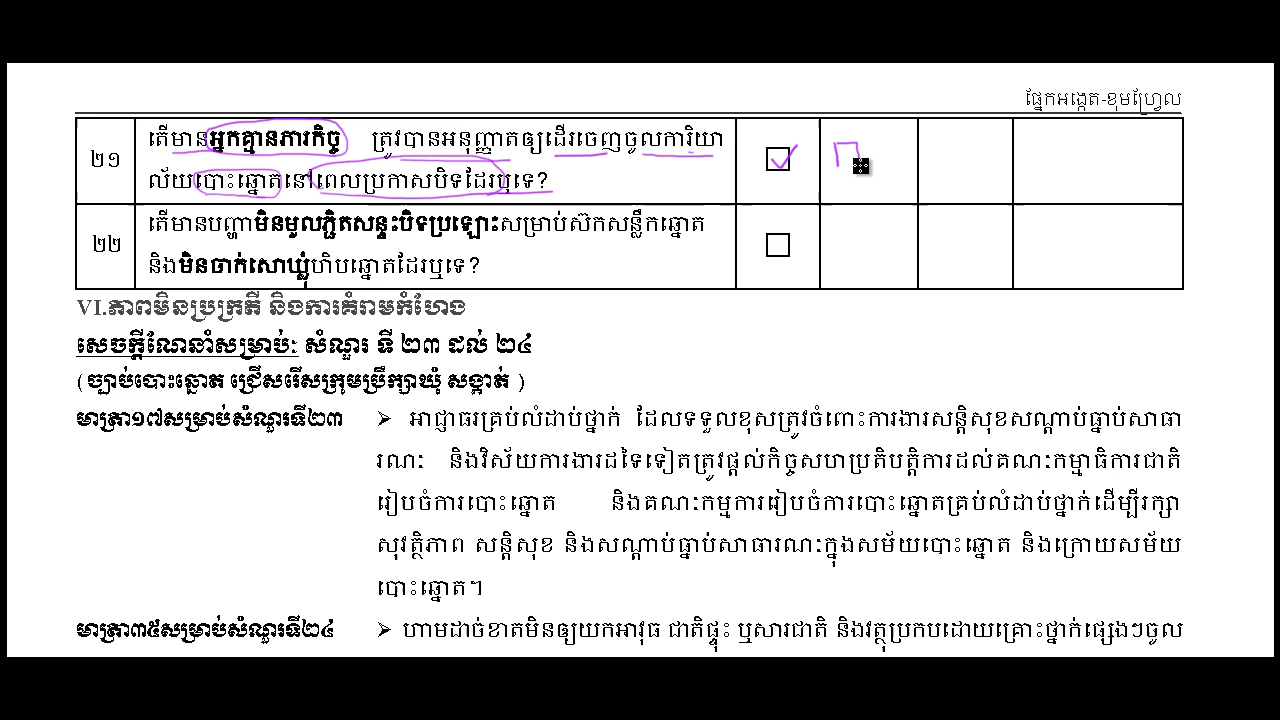 ផ្នែកអង្កេត-ខុមហ្វ្រែល
២១
តើមានអ្នកគ្មានភារកិច្ច ត្រូវបានអនុញ្ញាតឲ្យដើរចេញចូលការិយា
ល័យបោះឆ្នោតនៅពេលប្រកាសបិទដែរឬទេ?
២២
តើមានបញ្ហាមិនមូលភ្ជិតសន្ទះបិទប្រឡោះសម្រាប់ស៊កសន្លឹកឆ្នោត
និងមិនចាក់សោឃ្លុំហិបឆ្នោតដែរឬទេ?
VI.ភាពមិនប្រក្រតី និងការគំរាមកំហែង
សេចក្តីណែនាំសម្រាប់: សំណួរ ទី ២៣ ដល់ ២៤
(ច្បាប់បោះឆ្នោត ជ្រើសរើសក្រុមប្រឹក្សាឃុំ សង្កាត់ )
មាត្រា១៧សម្រាប់សំណួរទី២៣
➢ អាជ្ញាធរគ្រប់លំដាប់ថ្នាក់ ដែលទទួលខុសត្រូវចំពោះការងារសន្តិសុខសណ្តាប់ធ្នាប់សាធា
រណៈ និងវិស័យការងារដទៃទៀតត្រូវផ្តល់កិច្ចសហប្រតិបត្តិការដល់គណៈកម្មាធិការជាតិ
រៀបចំការបោះឆ្នោត និងគណៈកម្មការរៀបចំការបោះឆ្នោតគ្រប់លំដាប់ថ្នាក់ដើម្បីរក្សា
សុវត្ថិភាព សន្តិសុខ និងសណ្តាប់ធ្នាប់សាធារណៈក្នុងសម័យបោះឆ្នោត និងក្រោយសម័យ
បោះឆ្នោត។
មាត្រា៣៥សម្រាប់សំណួរទី២៤
➢ ហាមដាច់ខាតមិនឲ្យយកអាវុធ ជាតិផ្ទុះ ឬសារជាតិ និងវត្ថុប្រកបដោយគ្រោះថ្នាក់ផ្សេងៗចូល